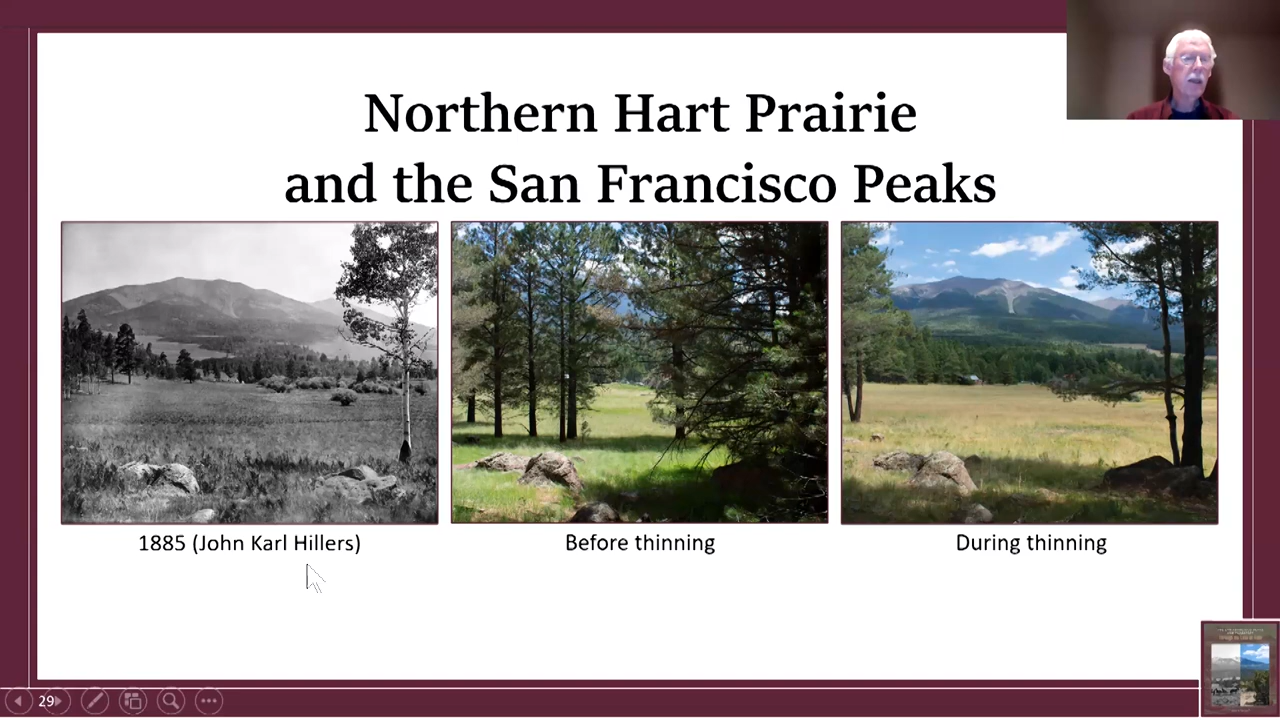 Northern Hart Prairie
and the San Francisco Peaks
1885 (John Karl Hillers)
Before thinning
During thinning
29